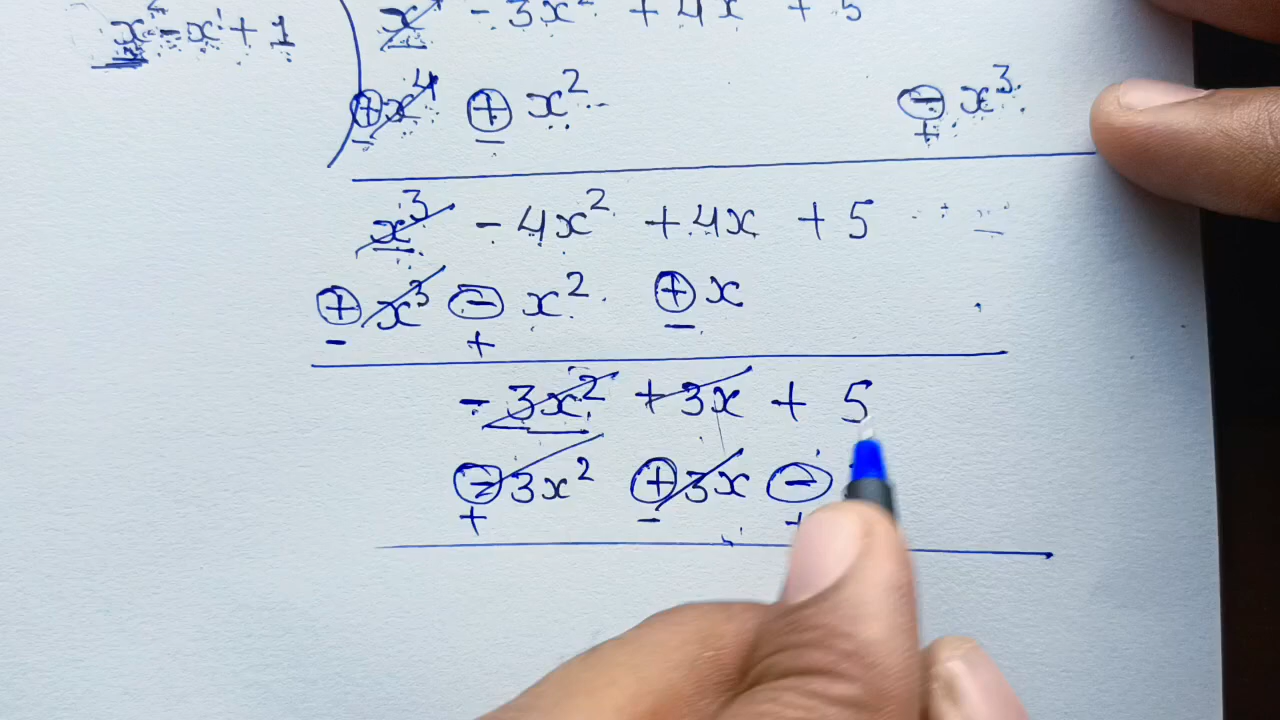 x² - x + 1 ) x⁴ - 3x² + 4x + 5
+ x⁴ + x² - x³
- - +
x³ - 4x² + 4x + 5
+ x³ - x² + x
- + -
- 3x² + 3x + 5
- 3x² + 3x -
+ - +